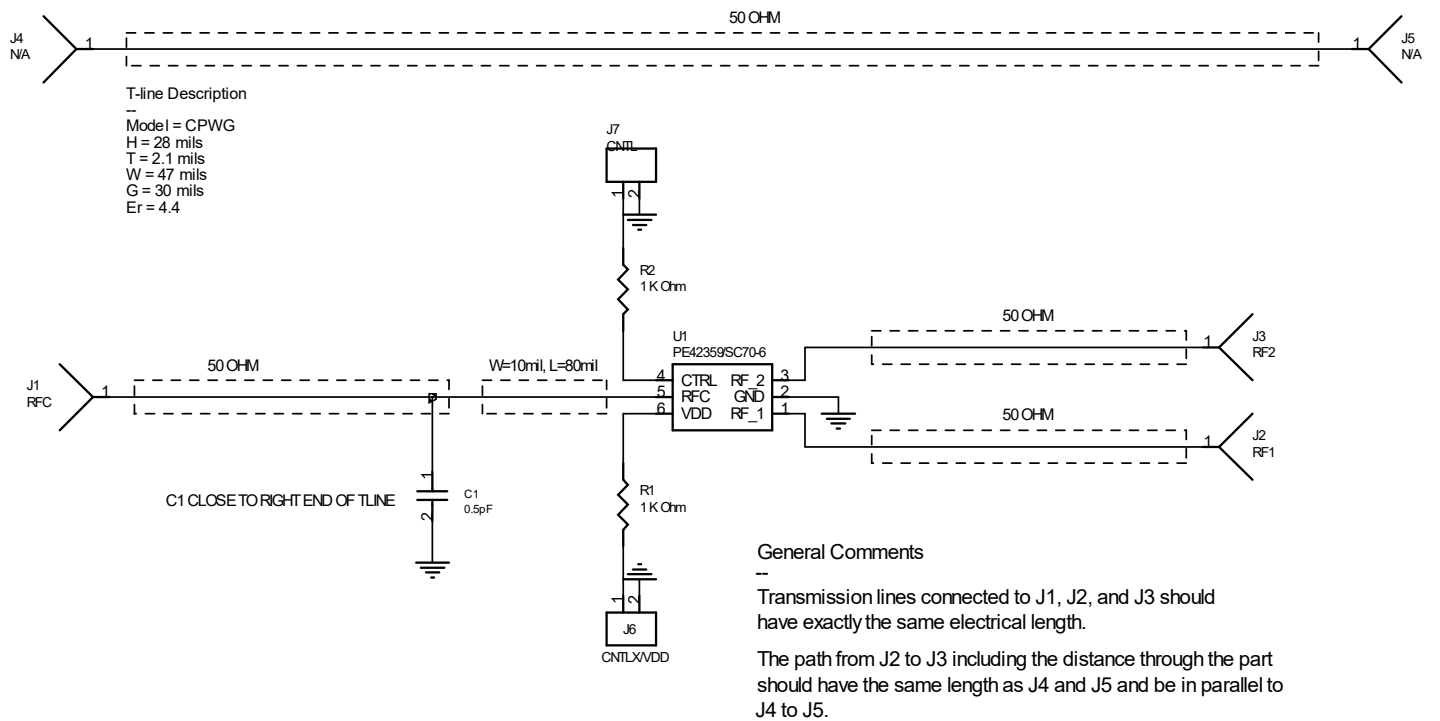 50 OHM
J4
N/A
1
1
J5
N/A
T-line Description
--
Model = CPWG
H = 28 mils
T = 2.1 mils
W = 47 mils
G = 30 mils
Er = 4.4
J7
CNTL
1
2
R2
1 K Ohm
U1
PE42359/SC70-6
4
CTRL
RF_2
3
5
RFC
GND
2
6
VDD
RF_1
1
50 OHM
1
J3
RF2
J1
RFC
1
50 OHM
W=10mil, L=80mil
50 OHM
1
J2
RF1
C1 CLOSE TO RIGHT END OF TLINE
1
2
C1
0.5pF
R1
1 K Ohm
1
2
J6
CNTLX/VDD
General Comments
--
Transmission lines connected to J1, J2, and J3 should
have exactly the same electrical length.
The path from J2 to J3 including the distance through the part
should have the same length as J4 and J5 and be in parallel to
J4 to J5.